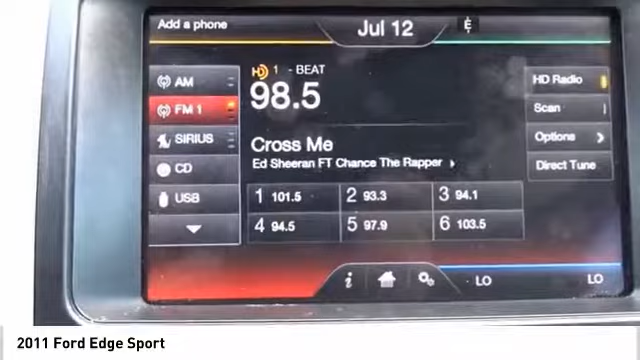 Add a phone
Jul 12
E
AM
FM 1
SIRIUS
CD
USB
HD 1 - BEAT
98.5
Cross Me
Ed Sheeran FT Chance The Rapper
1 101.5 2 93.3 3 94.1
4 94.5 5 97.9 6 103.5
HD Radio
Scan
Options
Direct Tune
i
LO
LO
2011 Ford Edge Sport